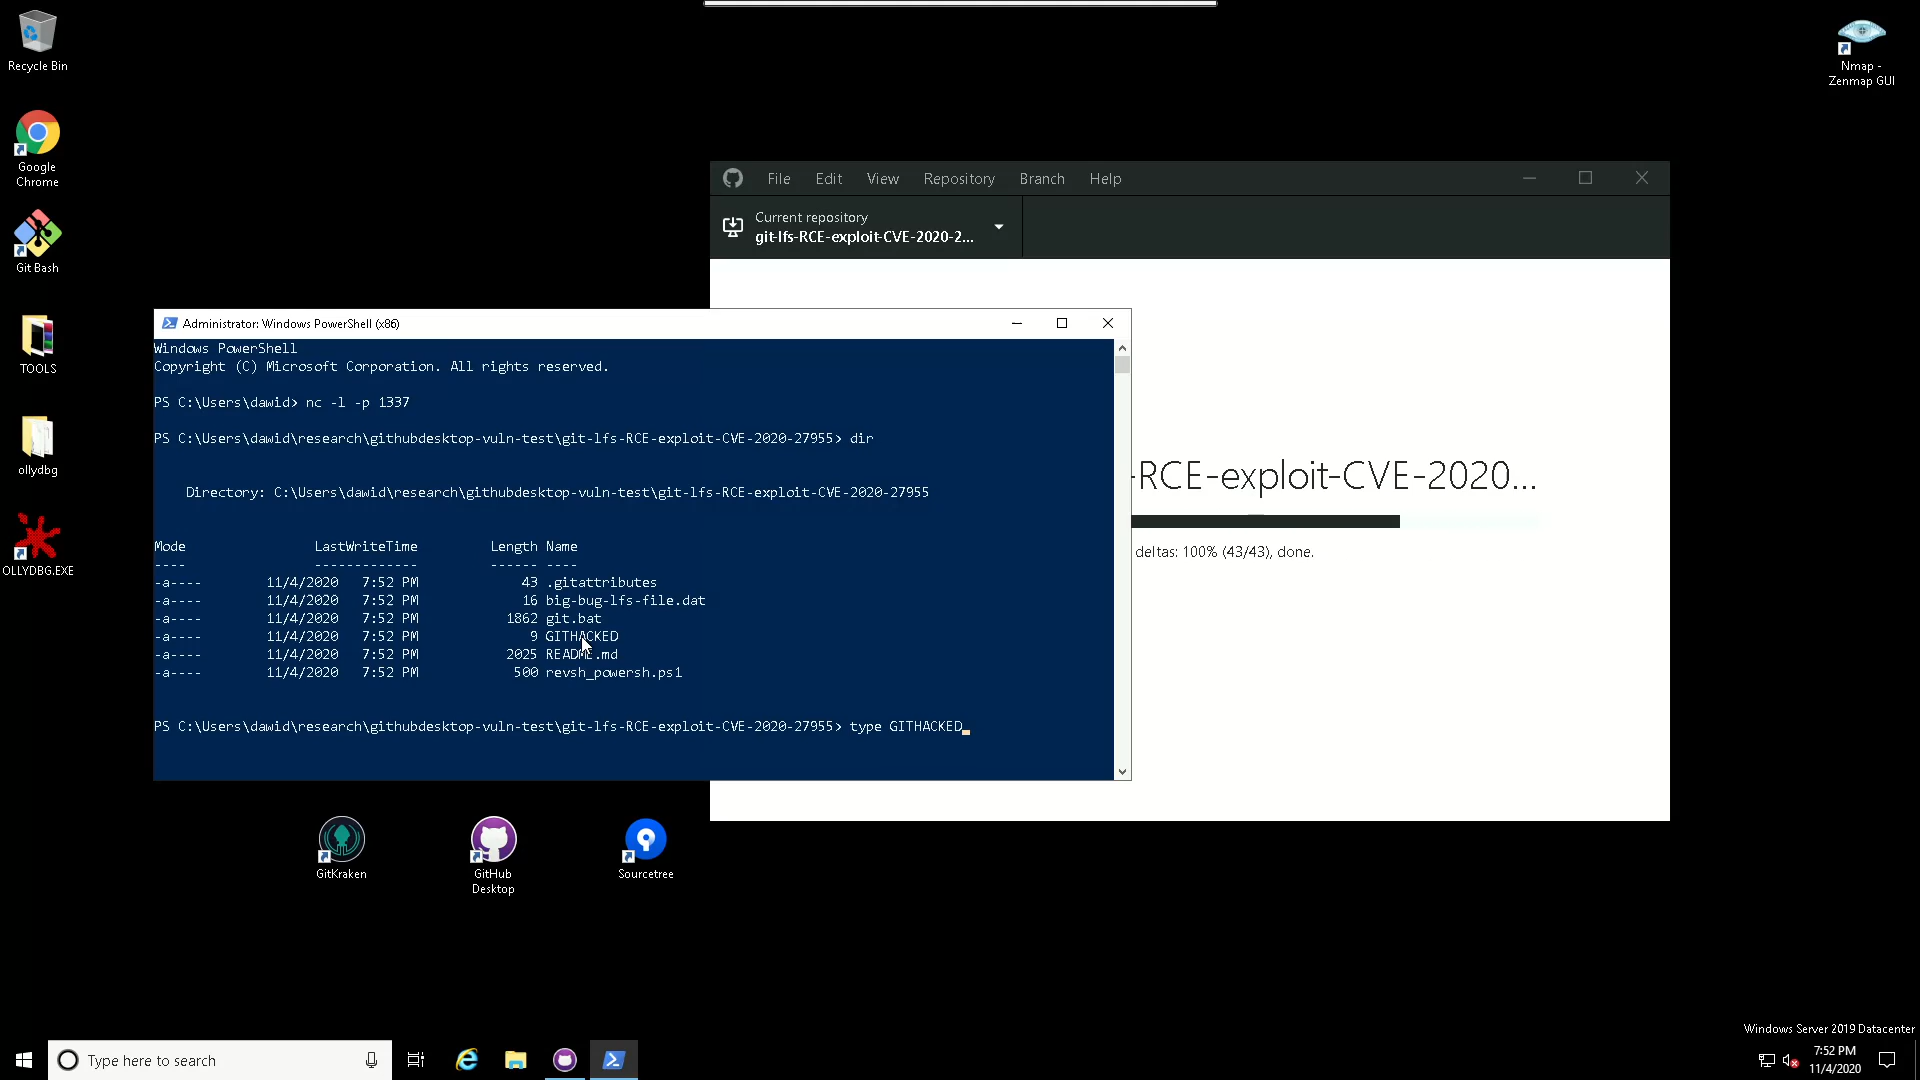 Recycle Bin
Google
Chrome
Git Bash
TOOLS
ollydbg
OLLYDBG.EXE
Nmap -
Zenmap GUI
File Edit View Repository Branch Help
Current repository
git-lfs-RCE-exploit-CVE-2020-2...
-RCE-exploit-CVE-2020...
deltas: 100% (43/43), done.
Administrator: Windows PowerShell (x86)
Windows PowerShell
Copyright (C) Microsoft Corporation. All rights reserved.
PS C:\Users\dawid> nc -l -p 1337
PS C:\Users\dawid\research\githubdesktop-vuln-test\git-lfs-RCE-exploit-CVE-2020-27955> dir
Directory: C:\Users\dawid\research\githubdesktop-vuln-test\git-lfs-RCE-exploit-CVE-2020-27955
Mode LastWriteTime Length Name
---- ------------- ------ ----
-a---- 11/4/2020 7:52 PM 43 .gitattributes
-a---- 11/4/2020 7:52 PM 16 big-bug-lfs-file.dat
-a---- 11/4/2020 7:52 PM 1862 git.bat
-a---- 11/4/2020 7:52 PM 9 GITHACKED
-a---- 11/4/2020 7:52 PM 2025 README.md
-a---- 11/4/2020 7:52 PM 500 revsh_powersh.ps1
PS C:\Users\dawid\research\githubdesktop-vuln-test\git-lfs-RCE-exploit-CVE-2020-27955> type GITHACKED
GitKraken
GitHub
Desktop
Sourcetree
Windows Server 2019 Datacenter
Type here to search
7:52 PM
11/4/2020